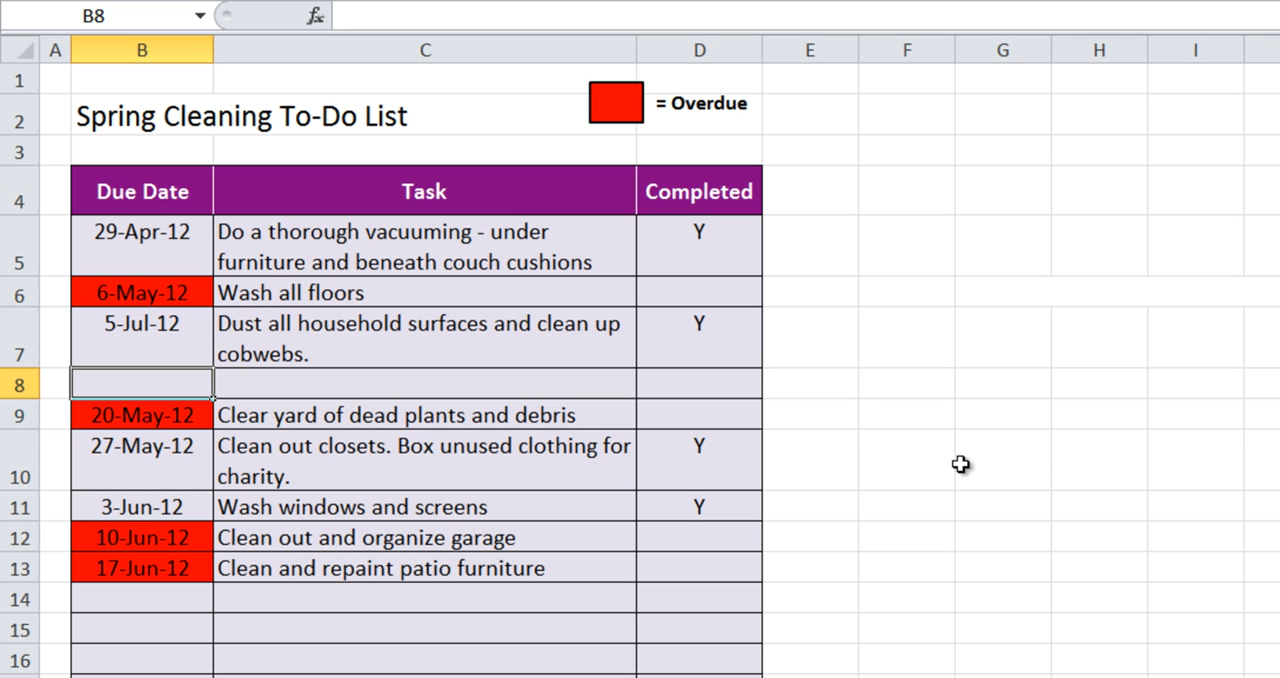 B8 fx
A B C D E F G H I
1
= Overdue
2 Spring Cleaning To-Do List
3
4 Due Date Task Completed
29-Apr-12 Do a thorough vacuuming - under Y
5 furniture and beneath couch cushions
6 6-May-12 Wash all floors
5-Jul-12 Dust all household surfaces and clean up Y
7 cobwebs.
8
9 20-May-12 Clear yard of dead plants and debris
27-May-12 Clean out closets. Box unused clothing for Y
10 charity.
11 3-Jun-12 Wash windows and screens Y
12 10-Jun-12 Clean out and organize garage
13 17-Jun-12 Clean and repaint patio furniture
14
15
16